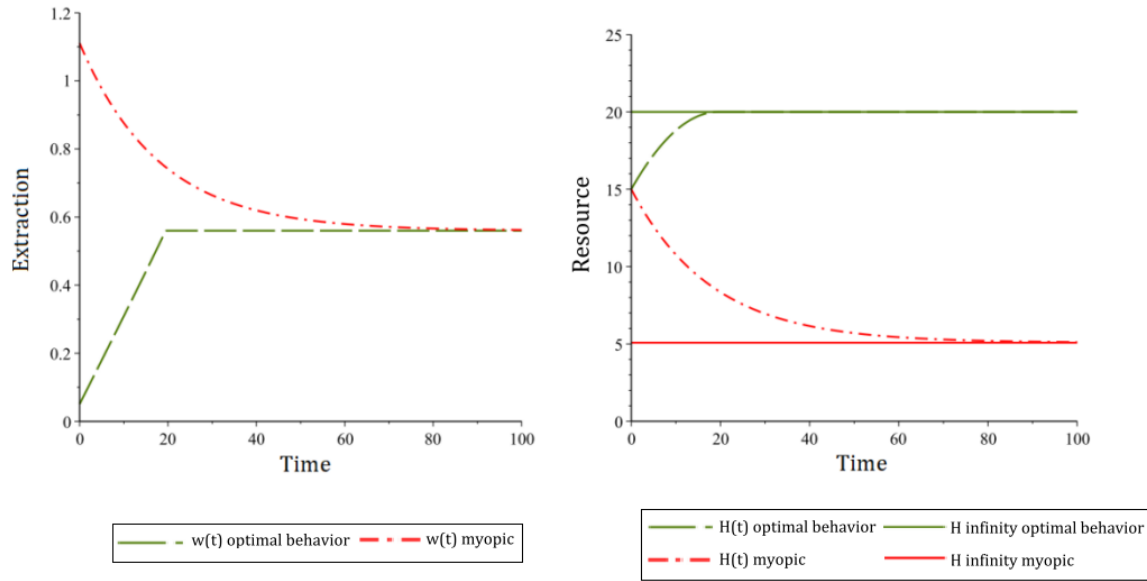 1.2
1
0.8
0.6
0.4
0.2
0
Extraction
0 20 40 60 80 100
Time
w(t) optimal behavior w(t) myopic
25
20
15
10
5
0
Resource
0 20 40 60 80 100
Time
H(t) optimal behavior H infinity optimal behavior
H(t) myopic H infinity myopic